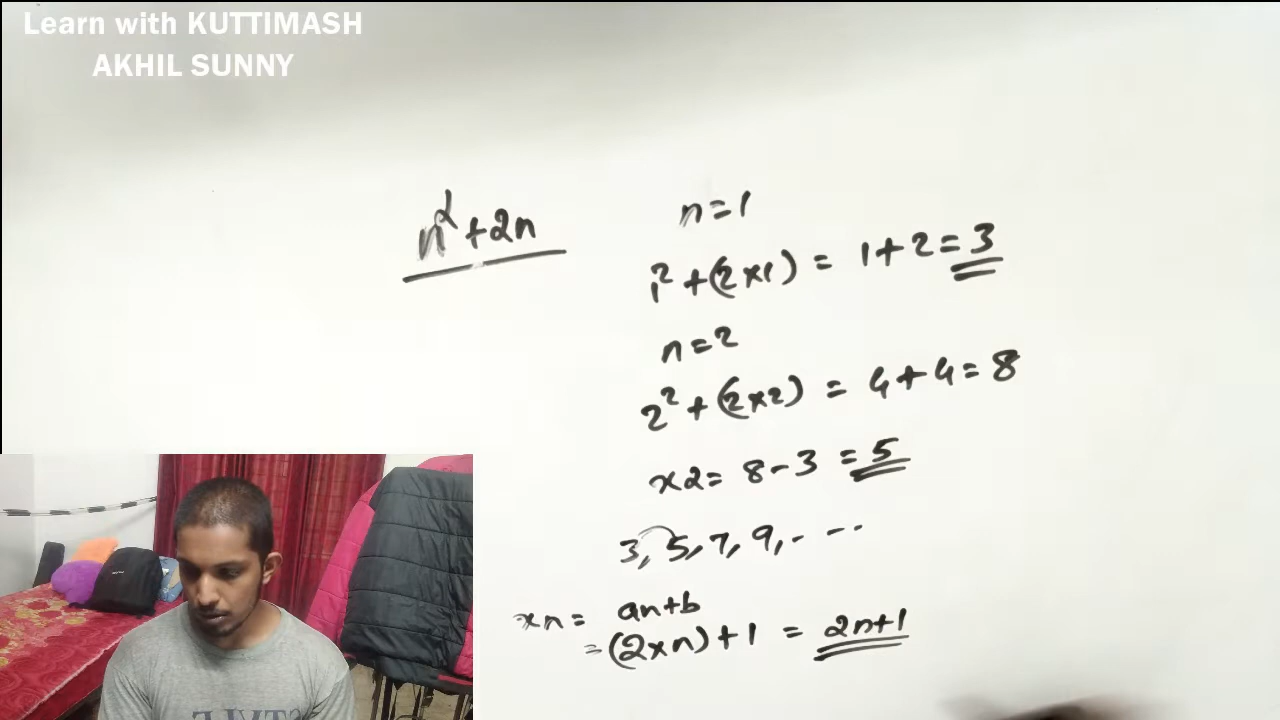 Learn with KUTTIMASH
AKHIL SUNNY
n²+2n
n=1
1²+(2×1) = 1+2=3
n=2
2²+(2×2) = 4+4=8
x2= 8-3 =5
3, 5, 7, 9, - - ..
xn= an+b
=(2×n)+1 = 2n+1